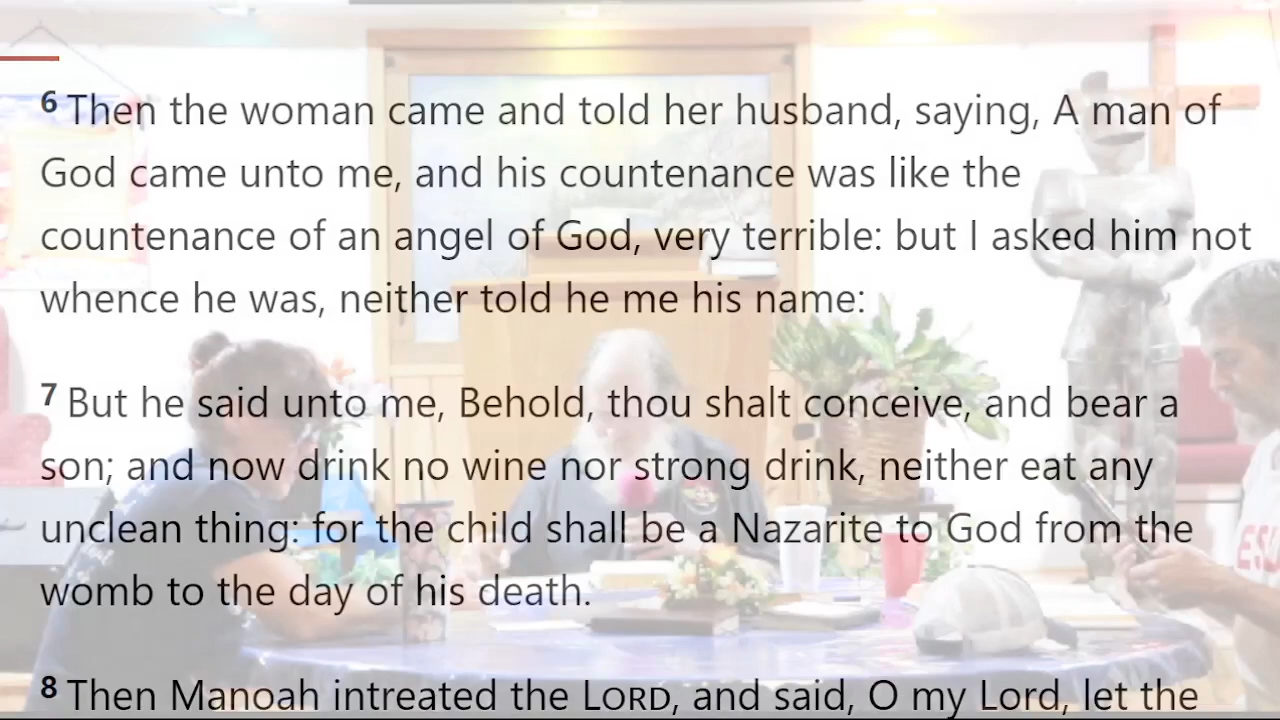 6 Then the woman came and told her husband, saying, A man of
God came unto me, and his countenance was like the
countenance of an angel of God, very terrible: but I asked him not
whence he was, neither told he me his name:
7 But he said unto me, Behold, thou shalt conceive, and bear a
son; and now drink no wine nor strong drink, neither eat any
unclean thing: for the child shall be a Nazarite to God from the
womb to the day of his death.
8 Then Manoah intreated the LORD, and said, O my Lord, let the